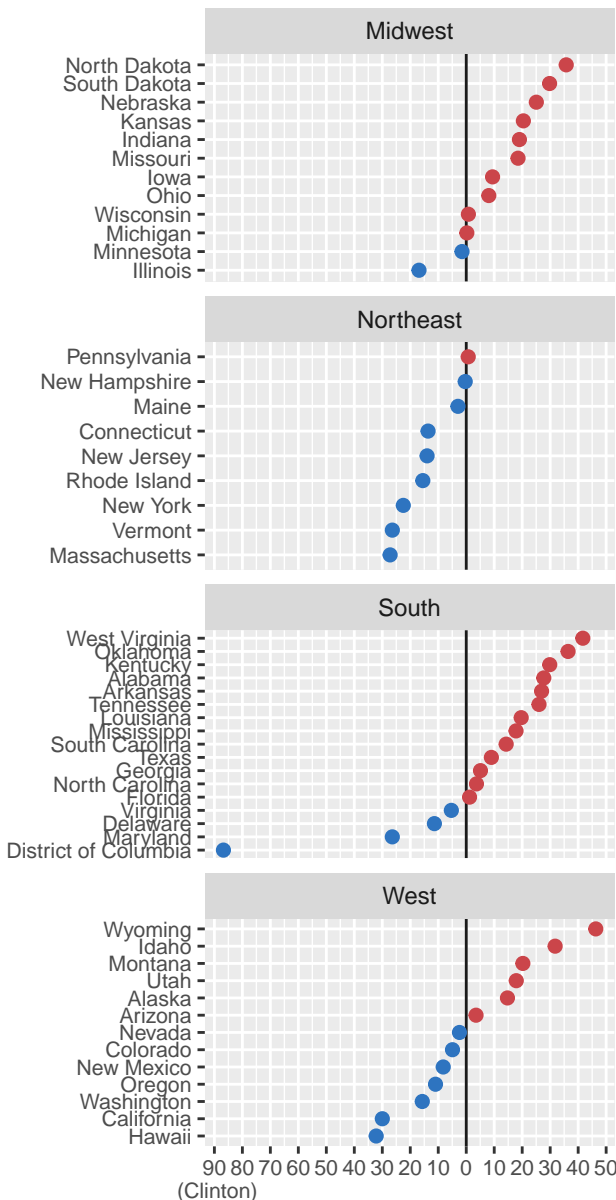 Midwest
North Dakota
South Dakota
Nebraska
Kansas
Indiana
Missouri
Iowa
Ohio
Wisconsin
Michigan
Minnesota
Illinois
Northeast
Pennsylvania
New Hampshire
Maine
Connecticut
New Jersey
Rhode Island
New York
Vermont
Massachusetts
South
West Virginia
Oklahoma
Kentucky
Alabama
Arkansas
Tennessee
Louisiana
Mississippi
South Carolina
Texas
Georgia
North Carolina
Florida
Virginia
Delaware
Maryland
District of Columbia
West
Wyoming
Idaho
Montana
Utah
Alaska
Arizona
Nevada
Colorado
New Mexico
Oregon
Washington
California
Hawaii
90 80 70 60 50 40 30 20 10 0 10 20 30 40 50
(Clinton)